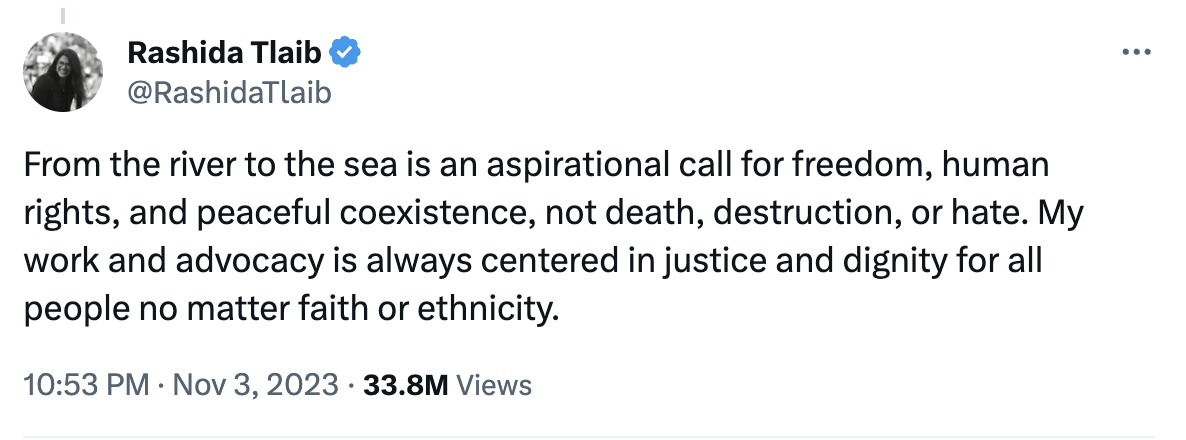 Rashida Tlaib
@RashidaTlaib
From the river to the sea is an aspirational call for freedom, human
rights, and peaceful coexistence, not death, destruction, or hate. My
work and advocacy is always centered in justice and dignity for all
people no matter faith or ethnicity.
10:53 PM · Nov 3, 2023 · 33.8M Views